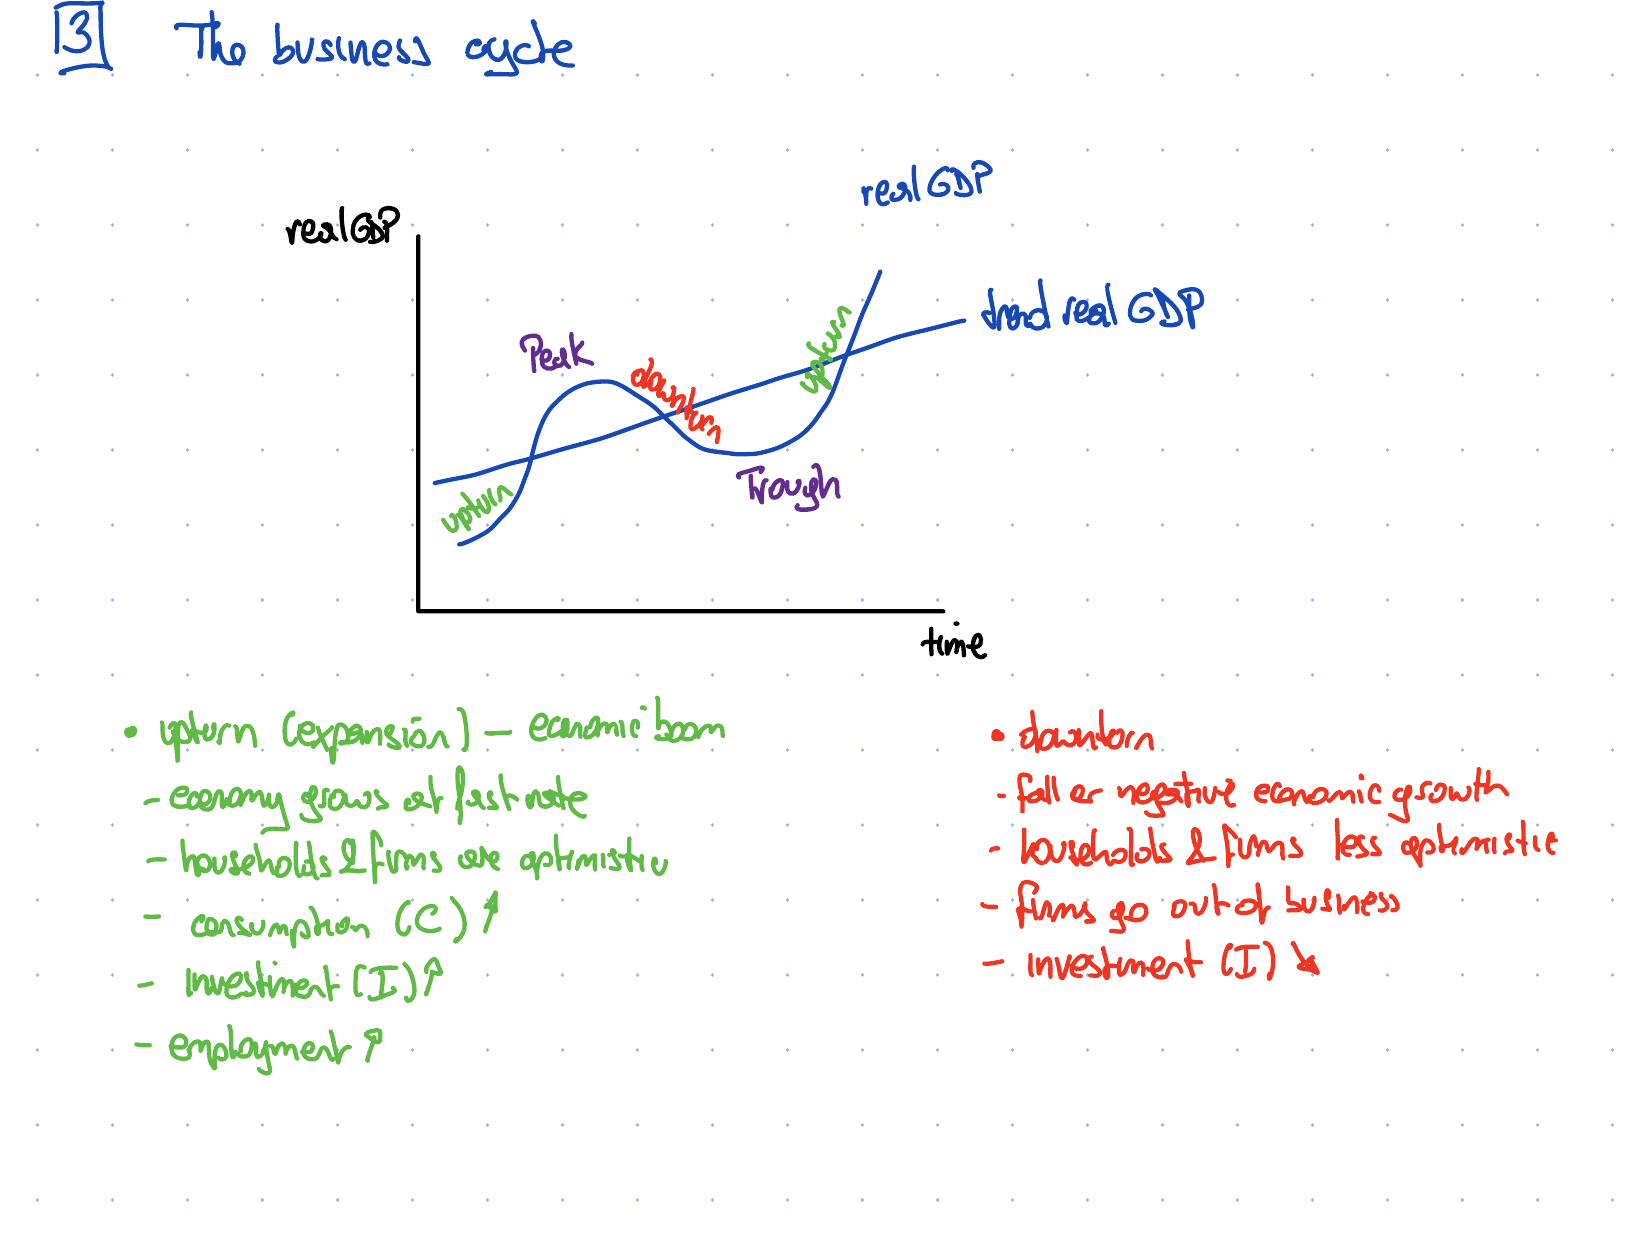 3 The business cycle
real GDP
real GDP
trend real GDP
upturn
Peak
downturn
Trough
upturn
time
• upturn (expansion) – economic boom
- economy grows at fast rate
- households & firms are optimistic
- consumption (C) ↑
- investment (I) ↑
- employment ↑
• downturn
- fall or negative economic growth
- households & firms less optimistic
- firms go out of business
- investment (I) ↘